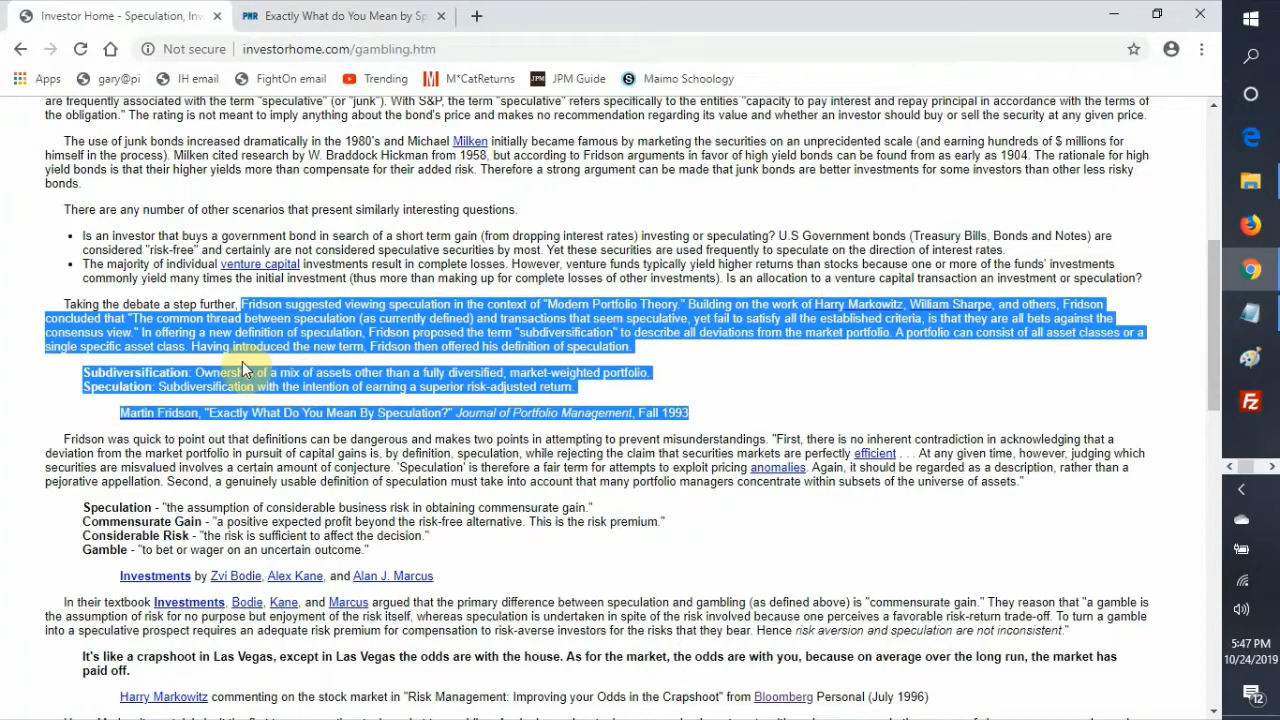 Investor Home - Speculation, Inv
Exactly What do You Mean by Sp
Not secure
investorhome.com/gambling.htm
Apps
gary@pi
IH email
FightOn email
Trending
M*CatReturns
JPM Guide
Maimo Schoology
are frequently associated with the term "speculative" (or "junk"). With S&P, the term "speculative" refers specifically to the entities "capacity to pay interest and repay principal in accordance with the terms of
the obligation." The rating is not meant to imply anything about the bond's price and makes no recommendation regarding its value and whether an investor should buy or sell the security at any given price.
The use of junk bonds increased dramatically in the 1980's and Michael Milken initially became famous by marketing the securities on an unprecidented scale (and earning hundreds of $ millions for
himself in the process). Milken cited research by W. Braddock Hickman from 1958, but according to Fridson arguments in favor of high yield bonds can be found from as early as 1904. The rationale for high
yield bonds is that their higher yields more than compensate for their added risk. Therefore a strong argument can be made that junk bonds are better investments for some investors than other less risky
bonds.
There are any number of other scenarios that present similarly interesting questions.
• Is an investor that buys a government bond in search of a short term gain (from dropping interest rates) investing or speculating? U.S Government bonds (Treasury Bills, Bonds and Notes) are
considered "risk-free" and certainly are not considered speculative securities by most. Yet these securities are used frequently to speculate on the direction of interest rates.
• The majority of individual venture capital investments result in complete losses. However, venture funds typically yield higher returns than stocks because one or more of the funds' investments
commonly yield many times the initial investment (thus more than making up for complete losses of other investments). Is an allocation to a venture capital transaction an investment or speculation?
Taking the debate a step further, Fridson suggested viewing speculation in the context of "Modern Portfolio Theory." Building on the work of Harry Markowitz, William Sharpe, and others, Fridson
concluded that "The common thread between speculation (as currently defined) and transactions that seem speculative, yet fail to satisfy all the established criteria, is that they are all bets against the
consensus view." In offering a new definition of speculation, Fridson proposed the term "subdiversification" to describe all deviations from the market portfolio. A portfolio can consist of all asset classes or a
single specific asset class. Having introduced the new term, Fridson then offered his definition of speculation.
Subdiversification: Ownership of a mix of assets other than a fully diversified, market-weighted portfolio.
Speculation: Subdiversification with the intention of earning a superior risk-adjusted return.
Martin Fridson, "Exactly What Do You Mean By Speculation?" Journal of Portfolio Management, Fall 1993
Fridson was quick to point out that definitions can be dangerous and makes two points in attempting to prevent misunderstandings. "First, there is no inherent contradiction in acknowledging that a
deviation from the market portfolio in pursuit of capital gains is, by definition, speculation, while rejecting the claim that securities markets are perfectly efficient . . . At any given time, however, judging which
securities are misvalued involves a certain amount of conjecture. 'Speculation' is therefore a fair term for attempts to exploit pricing anomalies. Again, it should be regarded as a description, rather than a
pejorative appellation. Second, a genuinely usable definition of speculation must take into account that many portfolio managers concentrate within subsets of the universe of assets."
Speculation - "the assumption of considerable business risk in obtaining commensurate gain."
Commensurate Gain - "a positive expected profit beyond the risk-free alternative. This is the risk premium."
Considerable Risk - "the risk is sufficient to affect the decision."
Gamble - "to bet or wager on an uncertain outcome."
Investments by Zvi Bodie, Alex Kane, and Alan J. Marcus
In their textbook Investments, Bodie, Kane, and Marcus argued that the primary difference between speculation and gambling (as defined above) is "commensurate gain." They reason that "a gamble is
the assumption of risk for no purpose but enjoyment of the risk itself, whereas speculation is undertaken in spite of the risk involved because one perceives a favorable risk-return trade-off. To turn a gamble
into a speculative prospect requires an adequate risk premium for compensation to risk-averse investors for the risks that they bear. Hence risk aversion and speculation are not inconsistent."
It's like a crapshoot in Las Vegas, except in Las Vegas the odds are with the house. As for the market, the odds are with you, because on average over the long run, the market has
paid off.
Harry Markowitz commenting on the stock market in "Risk Management: Improving your Odds in the Crapshoot" from Bloomberg Personal (July 1996)
5:47 PM
10/24/2019
12